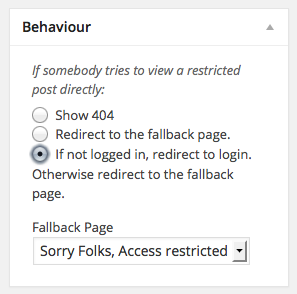 Behaviour
If somebody tries to view a restricted
post directly:
Show 404
Redirect to the fallback page.
If not logged in, redirect to login.
Otherwise redirect to the fallback
page.
Fallback Page
Sorry Folks, Access restricted